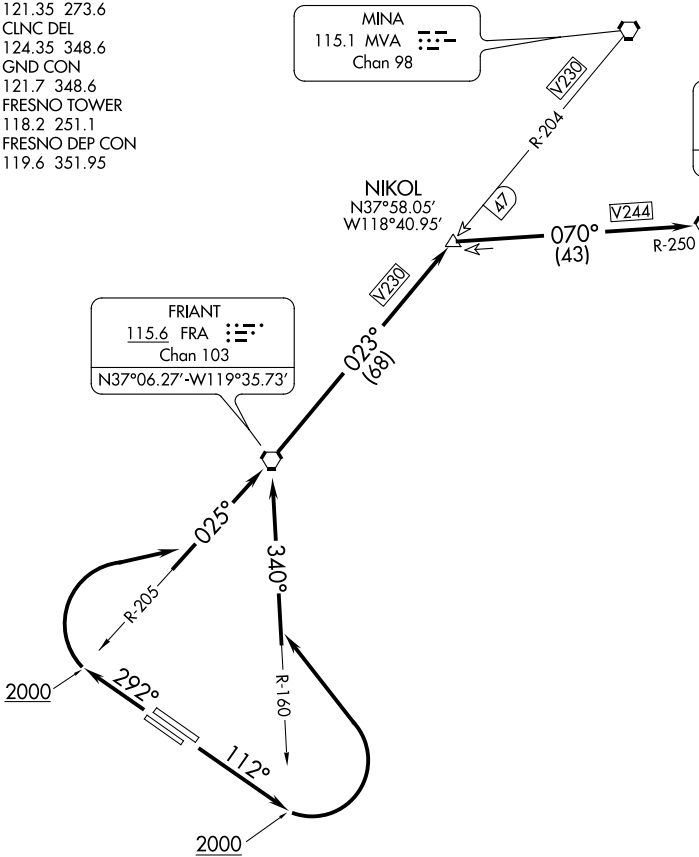 121.35 273.6
CLNC DEL
124.35 348.6
GND CON
121.7 348.6
FRESNO TOWER
118.2 251.1
FRESNO DEP CON
119.6 351.95
MINA
115.1 MVA
Chan 98
V230
R-204
47
NIKOL
N37°58.05'
W118°40.95'
V244
070°
(43)
R-250
V230
023°
(68)
FRIANT
115.6 FRA
Chan 103
N37°06.27'-W119°35.73'
025°
R-205
340°
R-160
2000
292°
112°
2000